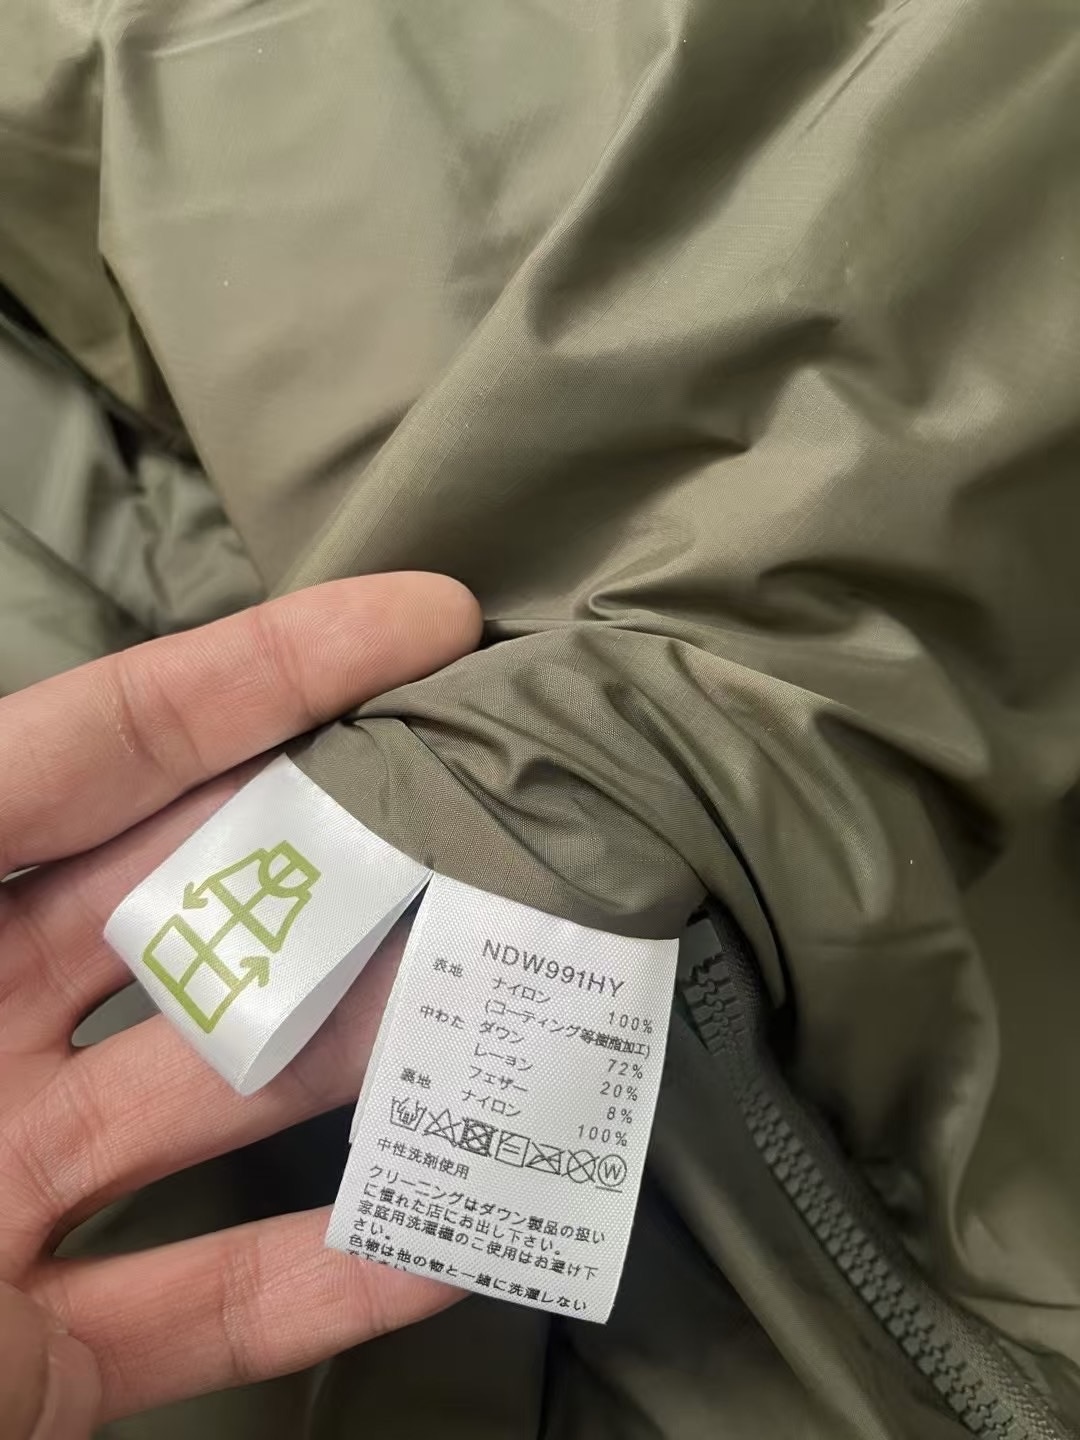 NDW991HY
表地 ナイロン 100%
(コーティング等樹脂加工)
中わた ダウン 72%
レーヨン 20%
フェザー 8%
裏地 ナイロン 100%
W
中性洗剤使用
クリーニングはダウン製品の扱い
に慣れた店にお出し下さい。
家庭用洗濯機のご使用はお避け下
さい。
色物は他の物と一緒に洗濯しない
で下さい